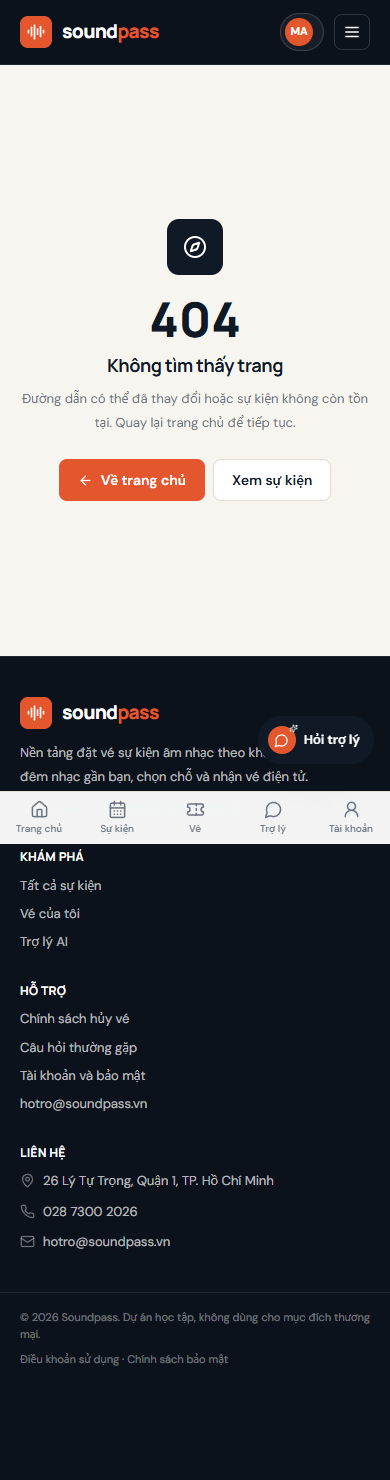 soundpass
MA
404
Không tìm thấy trang
Đường dẫn có thể đã thay đổi hoặc sự kiện không còn tồn
tại. Quay lại trang chủ để tiếp tục.
Về trang chủ
Xem sự kiện
soundpass
Nền tảng đặt vé sự kiện âm nhạc theo
đêm nhạc gần bạn, chọn chỗ và nhận vé điện tử.
Hỏi trợ lý
Trang chủ
Sự kiện
Vé
Trợ lý
Tài khoản
KHÁM PHÁ
Tất cả sự kiện
Vé của tôi
Trợ lý AI
HỖ TRỢ
Chính sách hủy vé
Câu hỏi thường gặp
Tài khoản và bảo mật
hotro@soundpass.vn
LIÊN HỆ
26 Lý Tự Trọng, Quận 1, TP. Hồ Chí Minh
028 7300 2026
hotro@soundpass.vn
© 2026 Soundpass. Dự án học tập, không dùng cho mục đích thương
mại.
Điều khoản sử dụng · Chính sách bảo mật